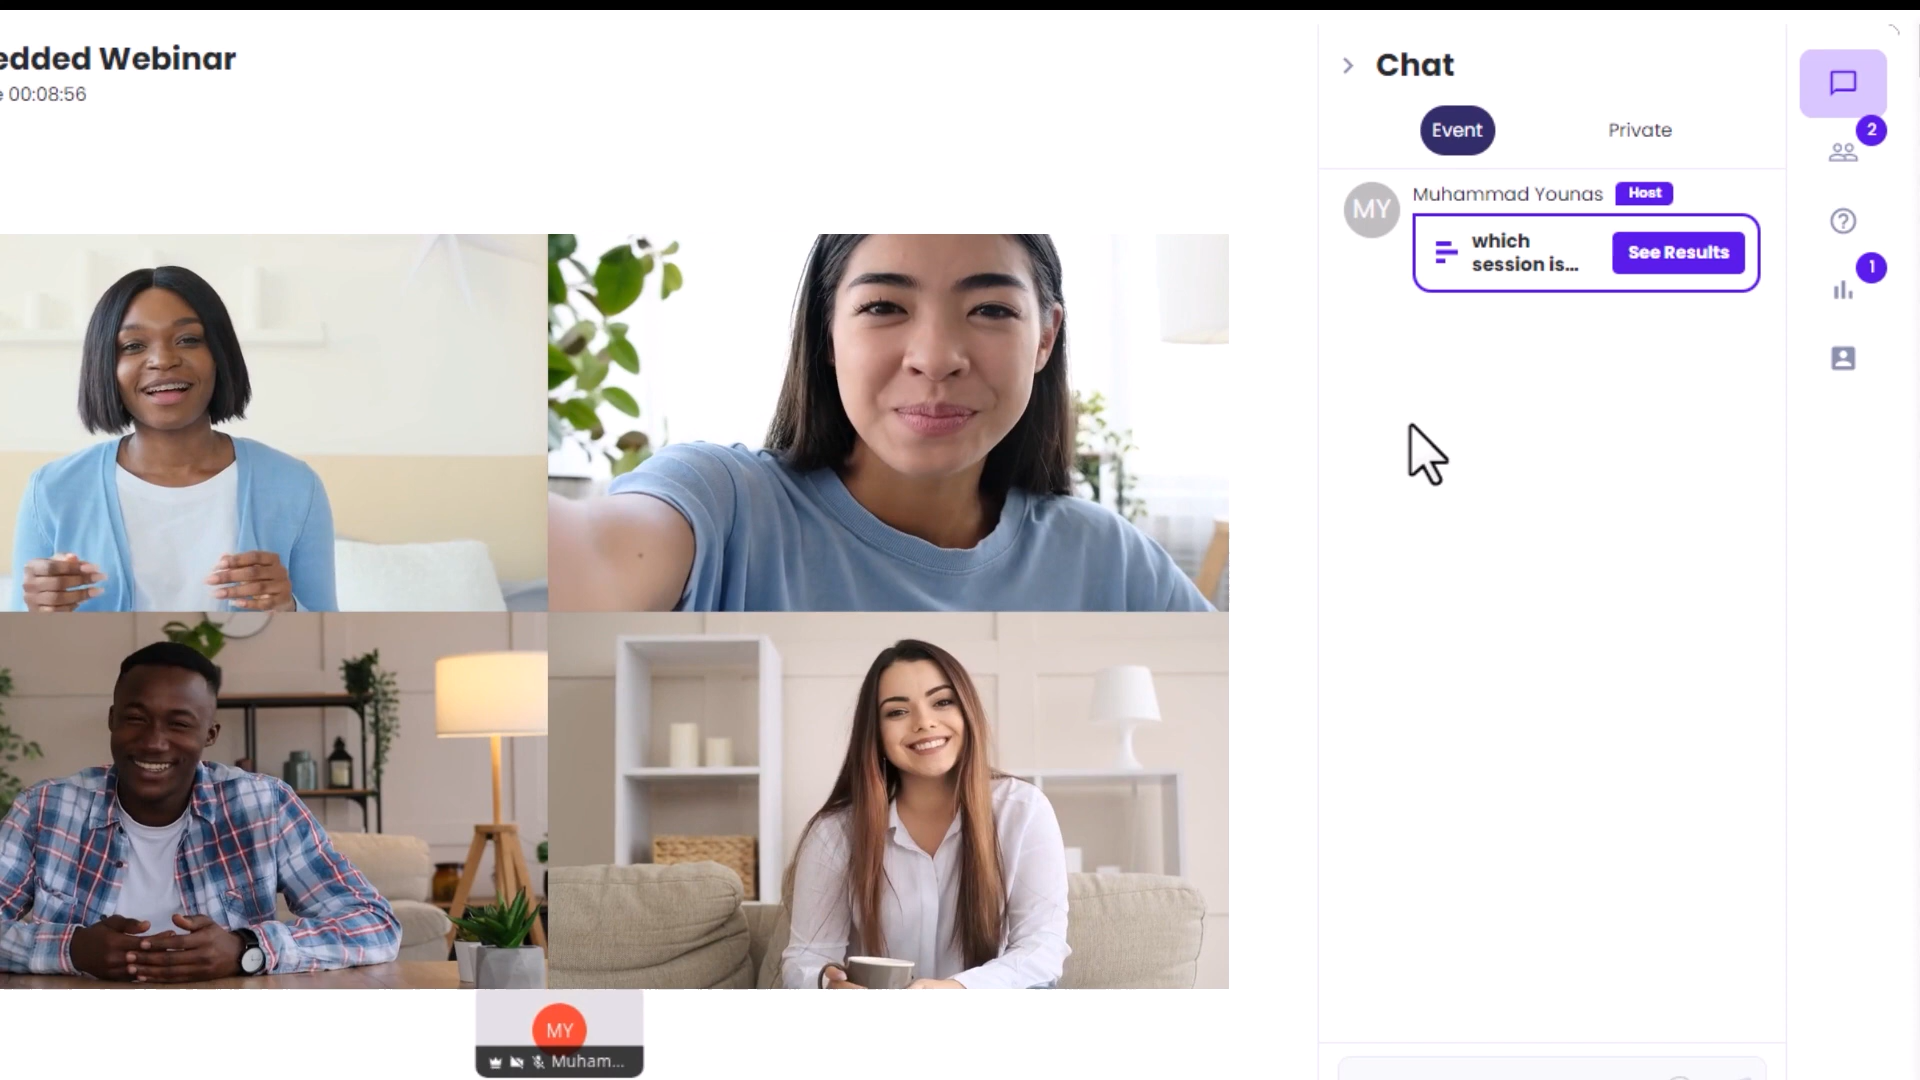 edded Webinar
00:08:56
Chat
Event
Private
2
MY
Muhammad Younas
Host
which
session is...
See Results
1
MY
Muham...